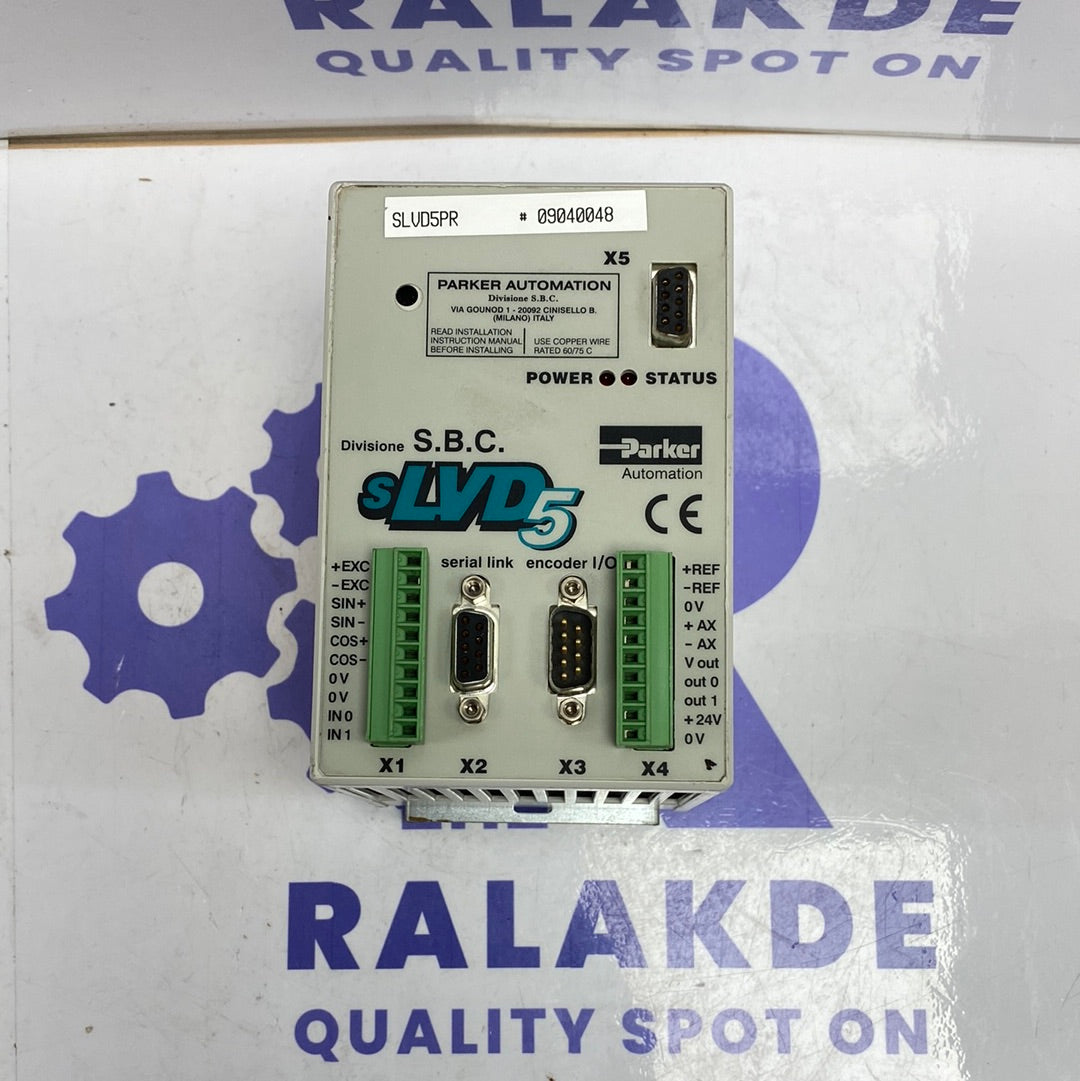 RALAKDE
QUALITY SPOT ON
SLVD5PR # 09040048
X5
PARKER AUTOMATION
Divisione S.B.C.
VIA GOUNOD 1 - 20092 CINISELLO B.
(MILANO) ITALY
READ INSTALLATION
INSTRUCTION MANUAL
BEFORE INSTALLING
USE COPPER WIRE
RATED 60/75 C
POWER STATUS
Divisione S.B.C.
Parker
Automation
sLVD5
CE
serial link encoder I/O
+EXC
-EXC
SIN+
SIN-
COS+
COS-
0V
0V
IN0
IN1
+REF
-REF
0V
+AX
-AX
V out
out 0
out 1
+24V
0V
X1 X2 X3 X4
RALAKDE
QUALITY SPOT ON